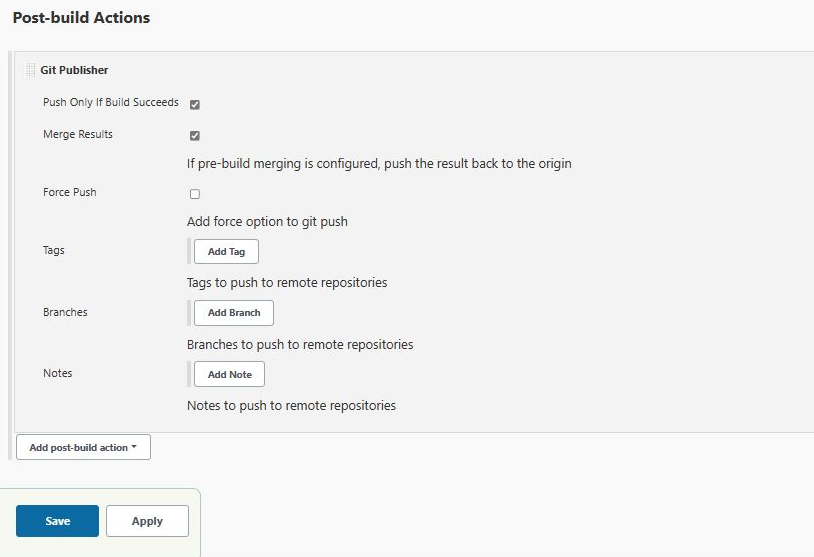 Post-build Actions
Git Publisher
Push Only If Build Succeeds
Merge Results
If pre-build merging is configured, push the result back to the origin
Force Push
Add force option to git push
Tags
Add Tag
Tags to push to remote repositories
Branches
Add Branch
Branches to push to remote repositories
Notes
Add Note
Notes to push to remote repositories
Add post-build action
Save
Apply